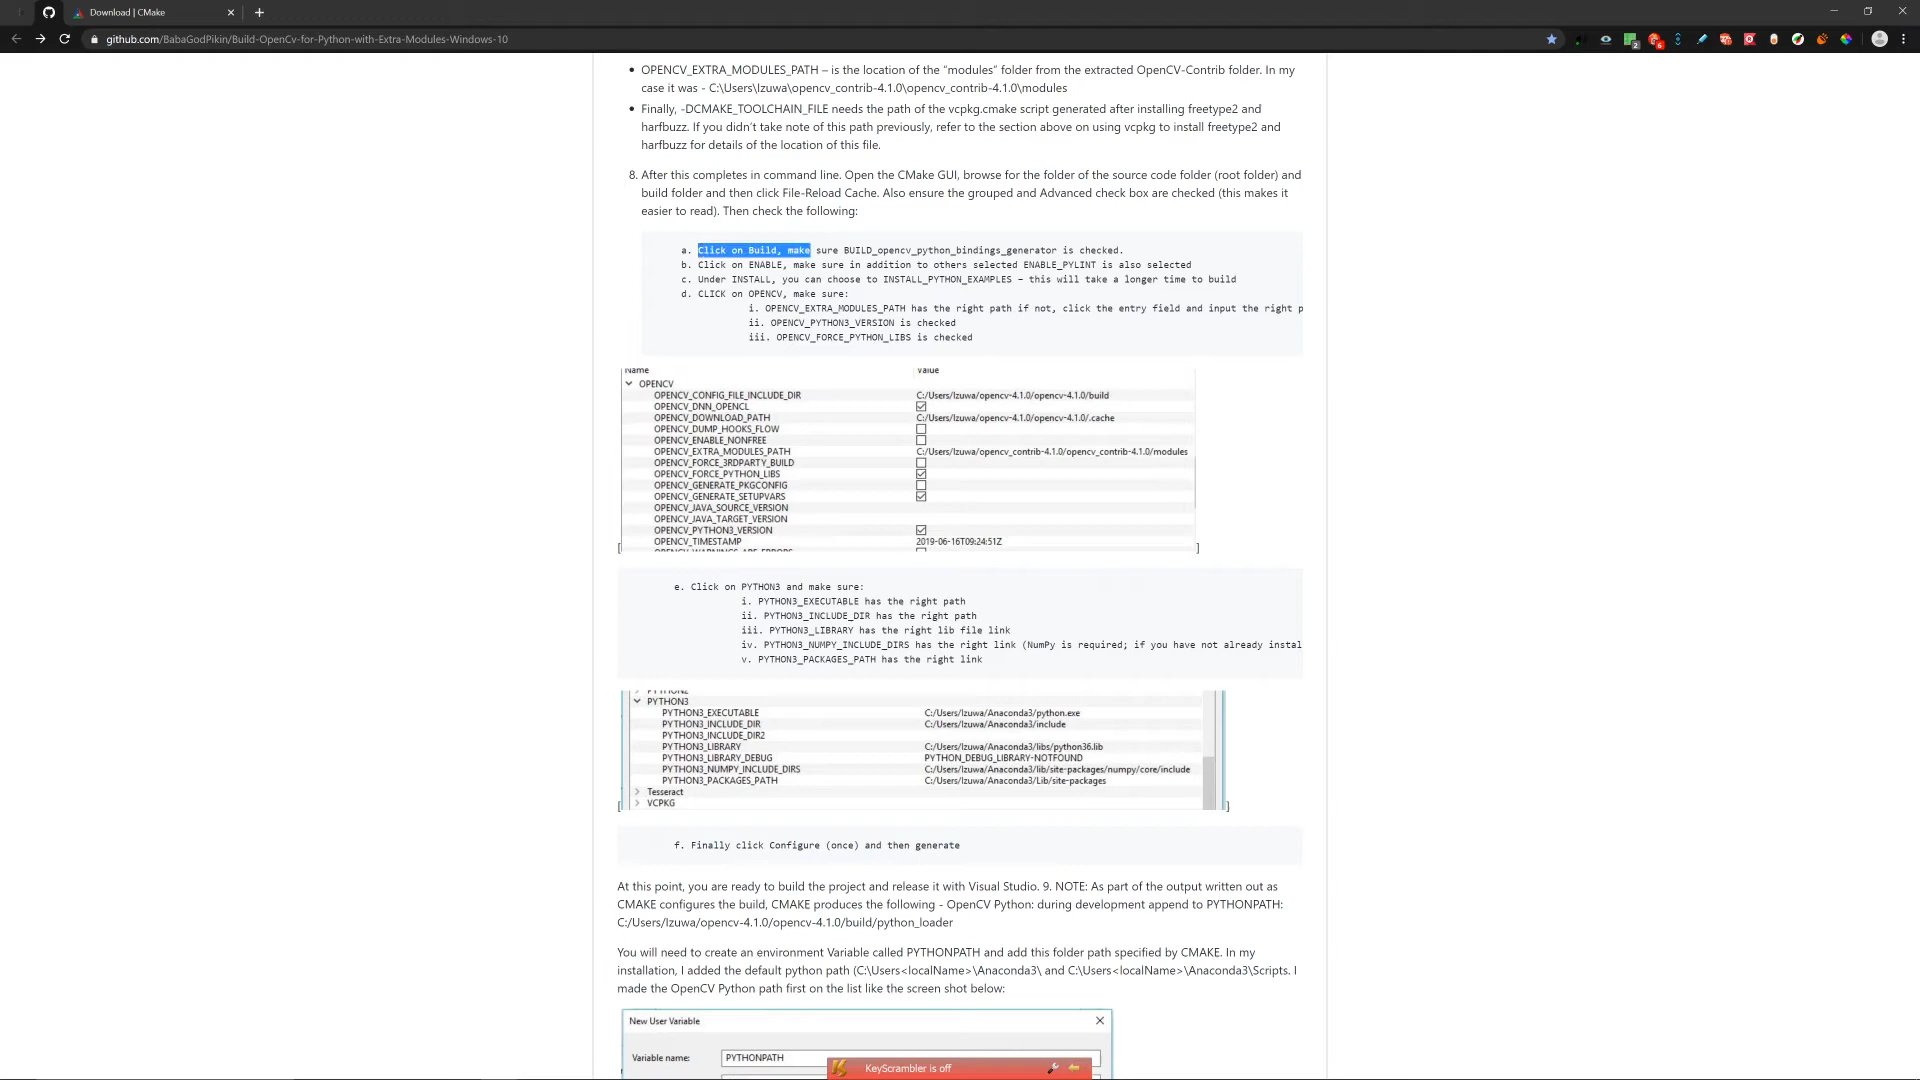 Download | CMake
github.com/BabaGodPikin/Build-OpenCv-for-Python-with-Extra-Modules-Windows-10
2
6
• OPENCV_EXTRA_MODULES_PATH – is the location of the “modules” folder from the extracted OpenCV-Contrib folder. In my
case it was - C:\Users\Izuwa\opencv_contrib-4.1.0\opencv_contrib-4.1.0\modules
• Finally, -DCMAKE_TOOLCHAIN_FILE needs the path of the vcpkg.cmake script generated after installing freetype2 and
harfbuzz. If you didn’t take note of this path previously, refer to the section above on using vcpkg to install freetype2 and
harfbuzz for details of the location of this file.
8. After this completes in command line. Open the CMake GUI, browse for the folder of the source code folder (root folder) and
build folder and then click File-Reload Cache. Also ensure the grouped and Advanced check box are checked (this makes it
easier to read). Then check the following:
a. Click on Build, make sure BUILD_opencv_python_bindings_generator is checked.
b. Click on ENABLE, make sure in addition to others selected ENABLE_PYLINT is also selected
c. Under INSTALL, you can choose to INSTALL_PYTHON_EXAMPLES – this will take a longer time to build
d. CLICK on OPENCV, make sure:
i. OPENCV_EXTRA_MODULES_PATH has the right path if not, click the entry field and input the right p
ii. OPENCV_PYTHON3_VERSION is checked
iii. OPENCV_FORCE_PYTHON_LIBS is checked
Name Value
OPENCV
OPENCV_CONFIG_FILE_INCLUDE_DIR C:/Users/Izuwa/opencv-4.1.0/opencv-4.1.0/build
OPENCV_DNN_OPENCL
OPENCV_DOWNLOAD_PATH C:/Users/Izuwa/opencv-4.1.0/opencv-4.1.0/.cache
OPENCV_DUMP_HOOKS_FLOW
OPENCV_ENABLE_NONFREE
OPENCV_EXTRA_MODULES_PATH C:/Users/Izuwa/opencv_contrib-4.1.0/opencv_contrib-4.1.0/modules
OPENCV_FORCE_3RDPARTY_BUILD
OPENCV_FORCE_PYTHON_LIBS
OPENCV_GENERATE_PKGCONFIG
OPENCV_GENERATE_SETUPVARS
OPENCV_JAVA_SOURCE_VERSION
OPENCV_JAVA_TARGET_VERSION
OPENCV_PYTHON3_VERSION
OPENCV_TIMESTAMP 2019-06-16T09:24:51Z
[ ]
e. Click on PYTHON3 and make sure:
i. PYTHON3_EXECUTABLE has the right path
ii. PYTHON3_INCLUDE_DIR has the right path
iii. PYTHON3_LIBRARY has the right lib file link
iv. PYTHON3_NUMPY_INCLUDE_DIRS has the right link (NumPy is required; if you have not already instal
v. PYTHON3_PACKAGES_PATH has the right link
PYTHON3
PYTHON3_EXECUTABLE C:/Users/Izuwa/Anaconda3/python.exe
PYTHON3_INCLUDE_DIR C:/Users/Izuwa/Anaconda3/include
PYTHON3_INCLUDE_DIR2
PYTHON3_LIBRARY C:/Users/Izuwa/Anaconda3/libs/python36.lib
PYTHON3_LIBRARY_DEBUG PYTHON_DEBUG_LIBRARY-NOTFOUND
PYTHON3_NUMPY_INCLUDE_DIRS C:/Users/Izuwa/Anaconda3/lib/site-packages/numpy/core/include
PYTHON3_PACKAGES_PATH C:/Users/Izuwa/Anaconda3/Lib/site-packages
Tesseract
VCPKG
[ ]
f. Finally click Configure (once) and then generate
At this point, you are ready to build the project and release it with Visual Studio. 9. NOTE: As part of the output written out as
CMAKE configures the build, CMAKE produces the following - OpenCV Python: during development append to PYTHONPATH:
C:/Users/Izuwa/opencv-4.1.0/opencv-4.1.0/build/python_loader
You will need to create an environment Variable called PYTHONPATH and add this folder path specified by CMAKE. In my
installation, I added the default python path (C:\Users<localName>\Anaconda3\ and C:\Users<localName>\Anaconda3\Scripts. I
made the OpenCV Python path first on the list like the screen shot below:
New User Variable
Variable name: PYTHONPATH
KeyScrambler is off